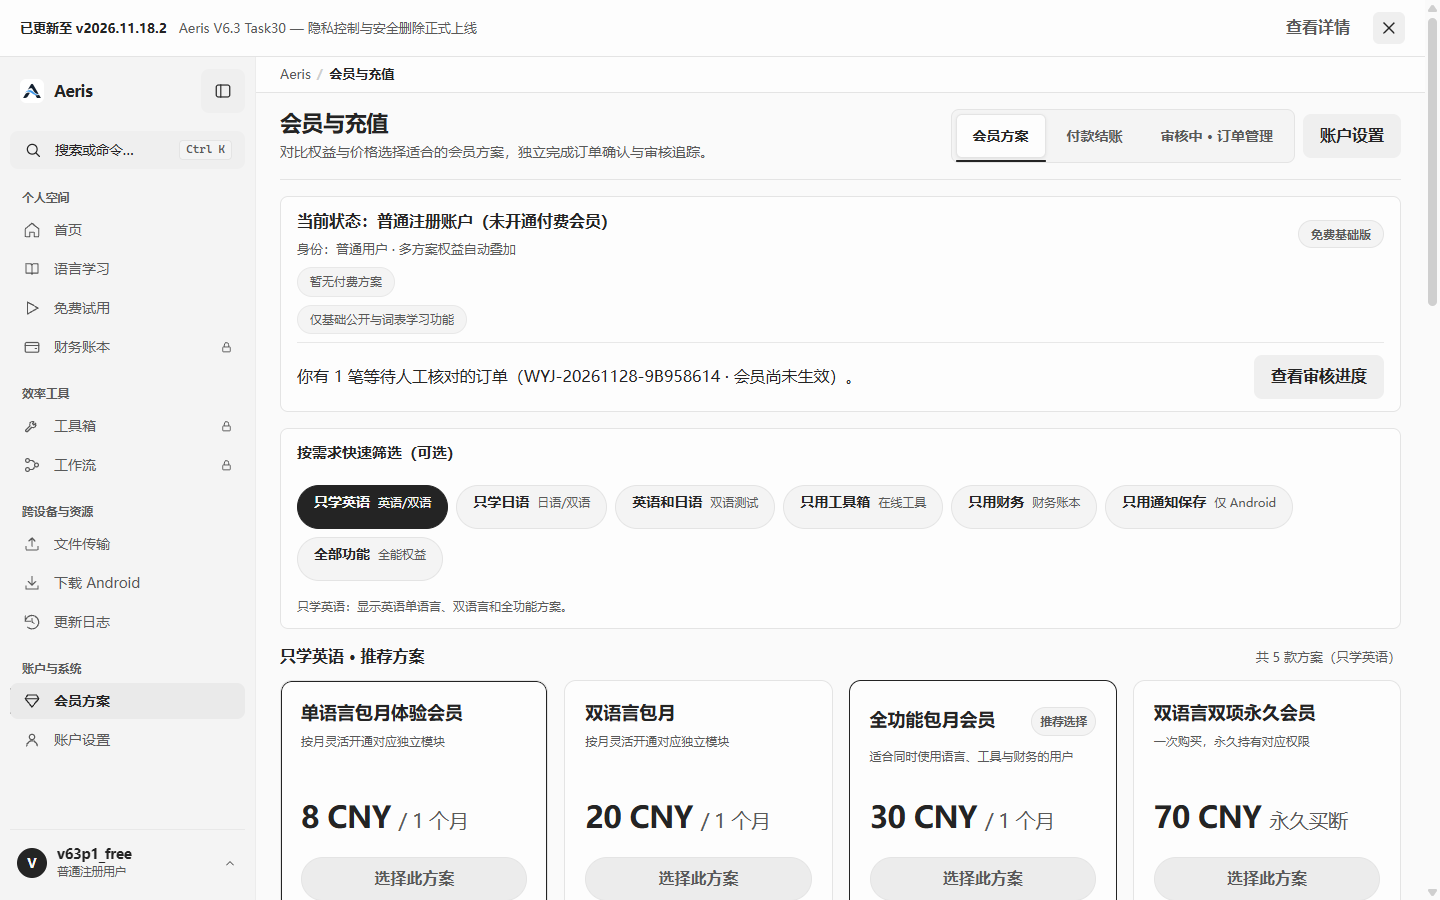 已更新至 v2026.11.18.2 Aeris V6.3 Task30 — 隐私控制与安全删除正式上线
查看详情
Aeris
搜索或命令... Ctrl K
个人空间
首页
语言学习
免费试用
财务账本
效率工具
工具箱
工作流
跨设备与资源
文件传输
下载 Android
更新日志
账户与系统
会员方案
账户设置
V
v63p1_free
普通注册用户
Aeris / 会员与充值
会员与充值
对比权益与价格选择适合的会员方案，独立完成订单确认与审核追踪。
会员方案 付款结账 审核中 • 订单管理 账户设置
当前状态：普通注册账户（未开通付费会员）
身份：普通用户 · 多方案权益自动叠加
免费基础版
暂无付费方案
仅基础公开与词表学习功能
你有 1 笔等待人工核对的订单（WYJ-20261128-9B958614 · 会员尚未生效）。
查看审核进度
按需求快速筛选（可选）
只学英语 英语/双语 只学日语 日语/双语 英语和日语 双语测试 只用工具箱 在线工具 只用财务 财务账本 只用通知保存 仅 Android
全部功能 全能权益
只学英语：显示英语单语言、双语言和全功能方案。
只学英语 • 推荐方案
共 5 款方案（只学英语）
单语言包月体验会员
按月灵活开通对应独立模块
8 CNY / 1 个月
选择此方案
双语言包月
按月灵活开通对应独立模块
20 CNY / 1 个月
选择此方案
全功能包月会员 推荐选择
适合同时使用语言、工具与财务的用户
30 CNY / 1 个月
选择此方案
双语言双项永久会员
一次购买，永久持有对应权限
70 CNY 永久买断
选择此方案